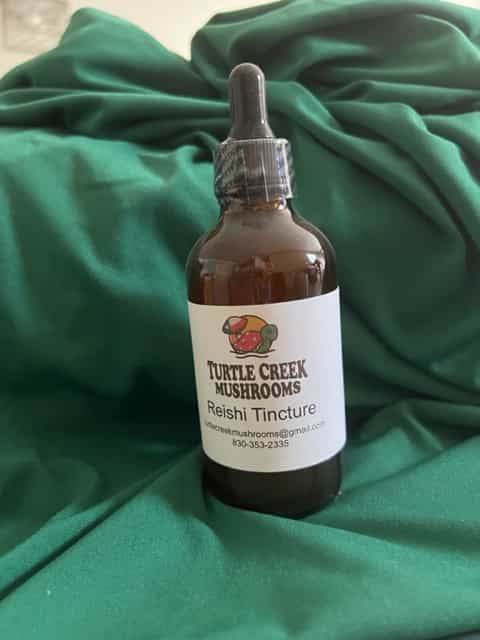 TURTLE CREEK
MUSHROOMS
Reishi Tincture
turtlecreekmushrooms@gmail.com
830-353-2335